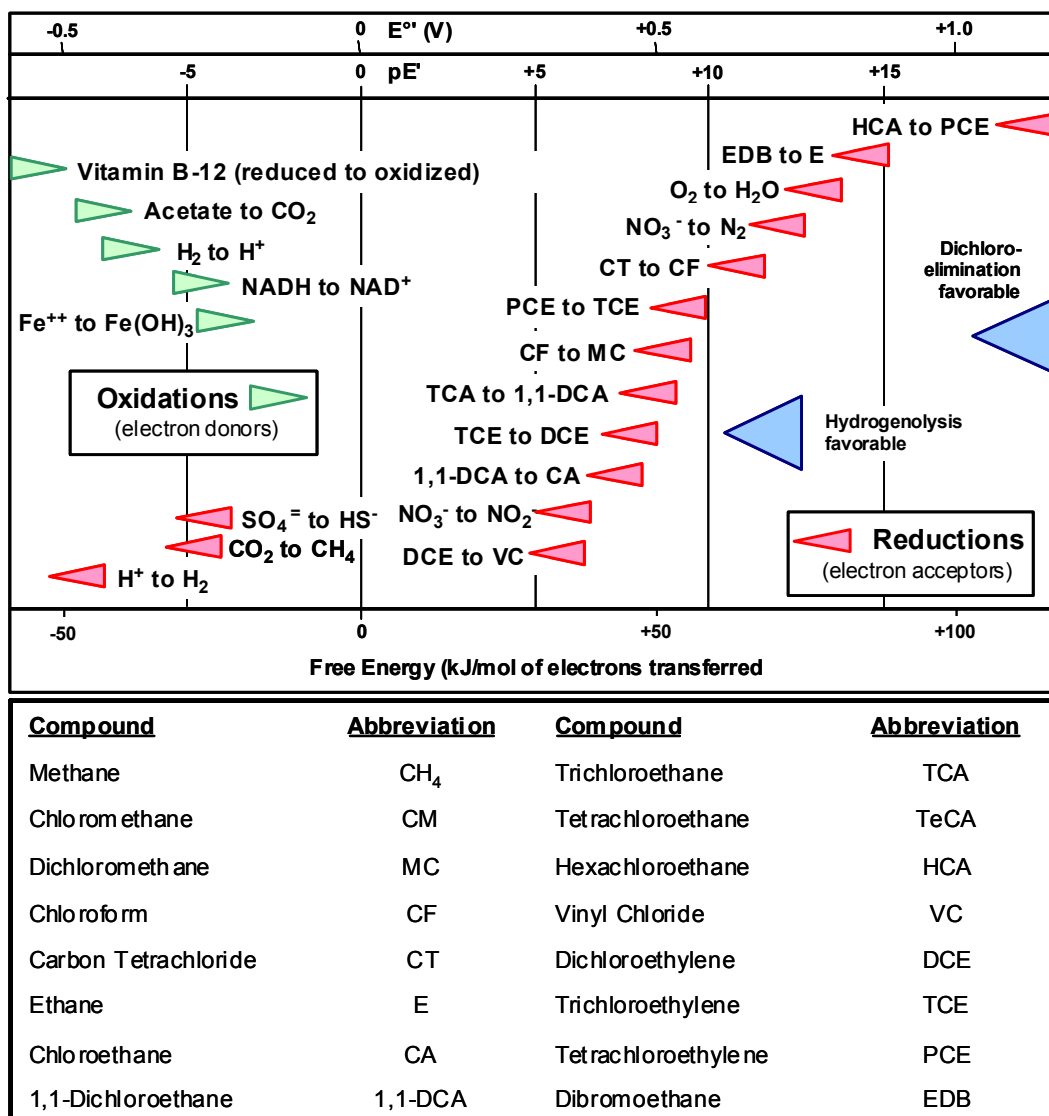 -0.5 0 E°' (V) +0.5 +1.0
-5 0 pE' +5 +10 +15
HCA to PCE
EDB to E
Vitamin B-12 (reduced to oxidized)
O₂ to H₂O
Acetate to CO₂
NO₃⁻ to N₂
H₂ to H⁺
Dichloro-
elimination
favorable
CT to CF
NADH to NAD⁺
PCE to TCE
Fe⁺⁺ to Fe(OH)₃
CF to MC
Oxidations
(electron donors)
TCA to 1,1-DCA
Hydrogenolysis
favorable
TCE to DCE
1,1-DCA to CA
SO₄⁼ to HS⁻
NO₃⁻ to NO₂⁻
Reductions
(electron acceptors)
CO₂ to CH₄
DCE to VC
H⁺ to H₂
-50 0 +50 +100
Free Energy (kJ/mol of electrons transferred
Compound Abbreviation Compound Abbreviation
Methane CH₄ Trichloroethane TCA
Chloromethane CM Tetrachloroethane TeCA
Dichloromethane MC Hexachloroethane HCA
Chloroform CF Vinyl Chloride VC
Carbon Tetrachloride CT Dichloroethylene DCE
Ethane E Trichloroethylene TCE
Chloroethane CA Tetrachloroethylene PCE
1,1-Dichloroethane 1,1-DCA Dibromoethane EDB